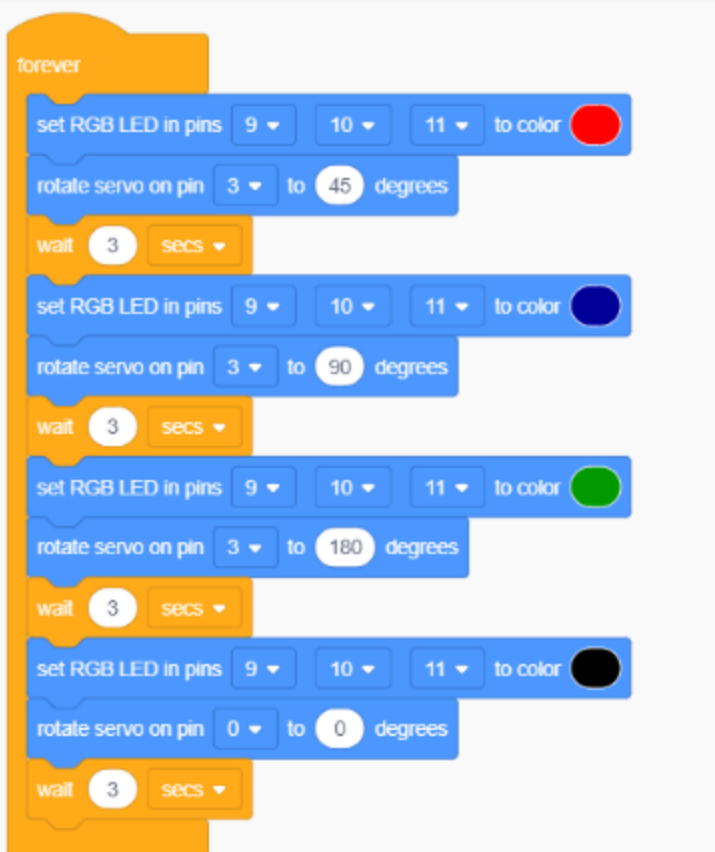 forever
set RGB LED in pins 9 10 11 to color
rotate servo on pin 3 to 45 degrees
wait 3 secs
set RGB LED in pins 9 10 11 to color
rotate servo on pin 3 to 90 degrees
wait 3 secs
set RGB LED in pins 9 10 11 to color
rotate servo on pin 3 to 180 degrees
wait 3 secs
set RGB LED in pins 9 10 11 to color
rotate servo on pin 0 to 0 degrees
wait 3 secs